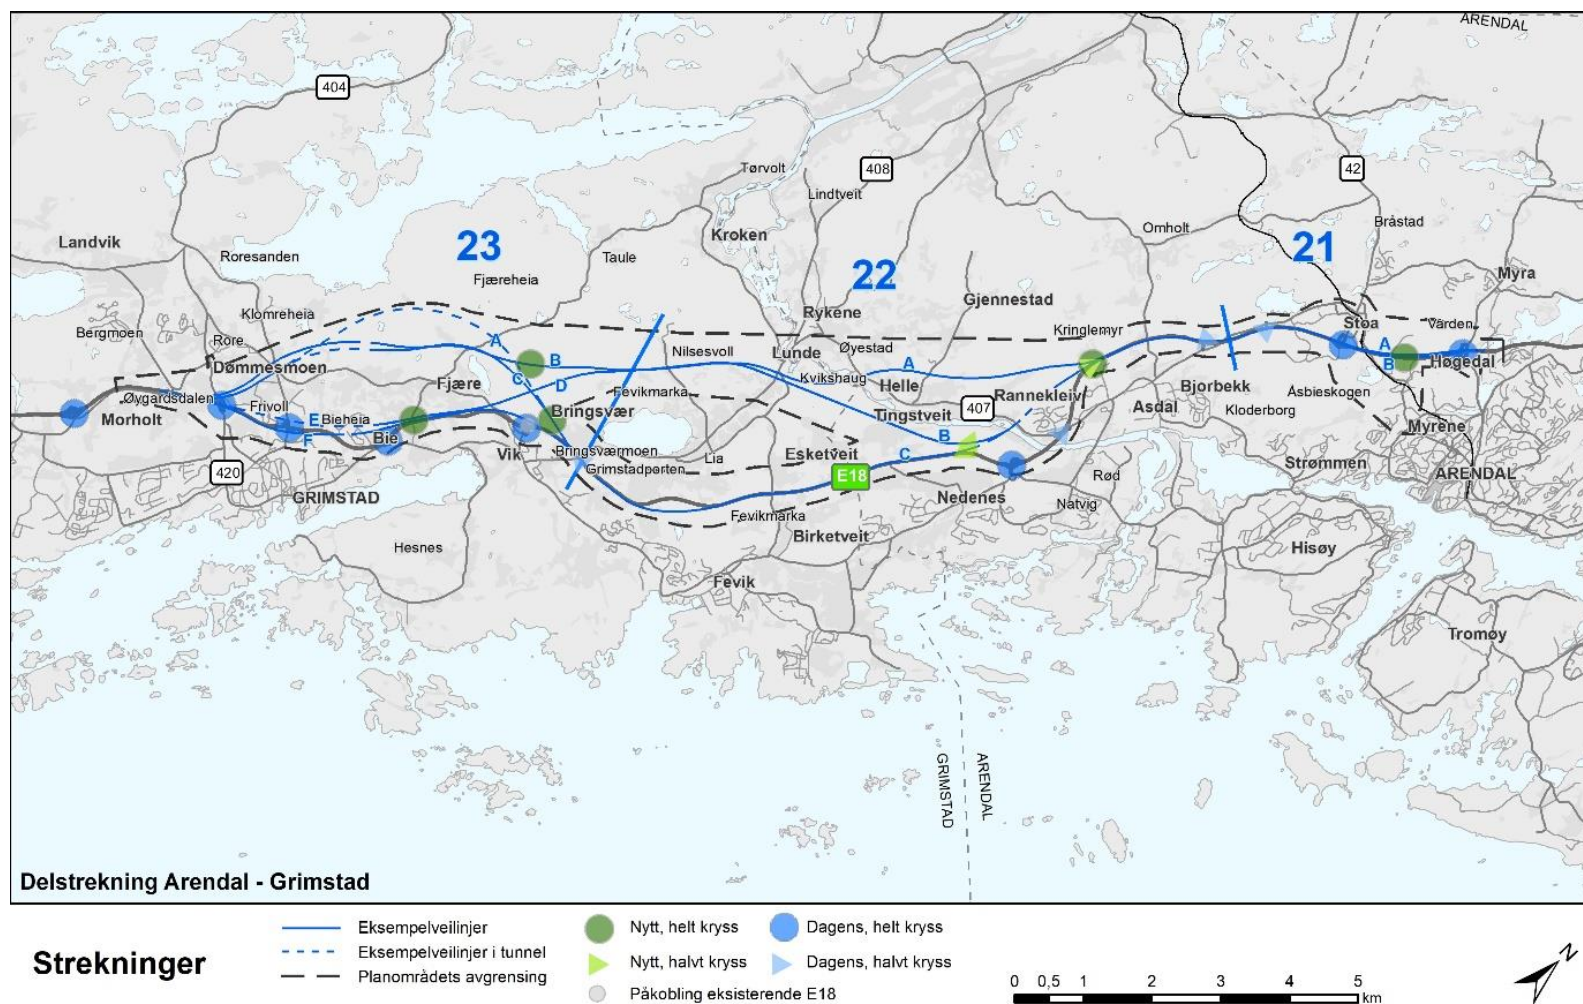 ARENDAL
404
Tørvolt
408
42
Lindtveit
Bråstad
Landvik
23
Kroken
Omholt
21
Roresanden
Taule
22
Myra
Fjæreheia
Gjennestad
Klomreheia
Rykene
Bergmoen
Rore
A
Kringlemyr
Stoa
Varden
Nilsesvoll
Lunde
Øyestad
A
A
B
Høgedal
Dømmesmoen
B
C
D
Fjære
Kvikshaug
Helle
Bjorbekk
Åsbieskogen
Øygardsdalen
Frivoll
Fevikmarka
407
Rannekleiv
Asdal
Kloderborg
Morholt
E
Bieheia
Bringsvær
Tingstveit
Myrene
F
Bie
B
Vik
Bringsværmoen
Esketveit
C
Strømmen
420
Grimstadporten
Lia
E18
Rød
ARENDAL
GRIMSTAD
Nedenes
Natvig
Fevikmarka
Birketveit
Hesnes
Hisøy
Fevik
Tromøy
GRIMSTAD
ARENDAL
Delstrekning Arendal - Grimstad
Strekninger
Eksempelveilinjer
Eksempelveilinjer i tunnel
Planområdets avgrensing
Nytt, helt kryss
Nytt, halvt kryss
Påkobling eksisterende E18
Dagens, helt kryss
Dagens, halvt kryss
0 0,5 1 2 3 4 5
km
N